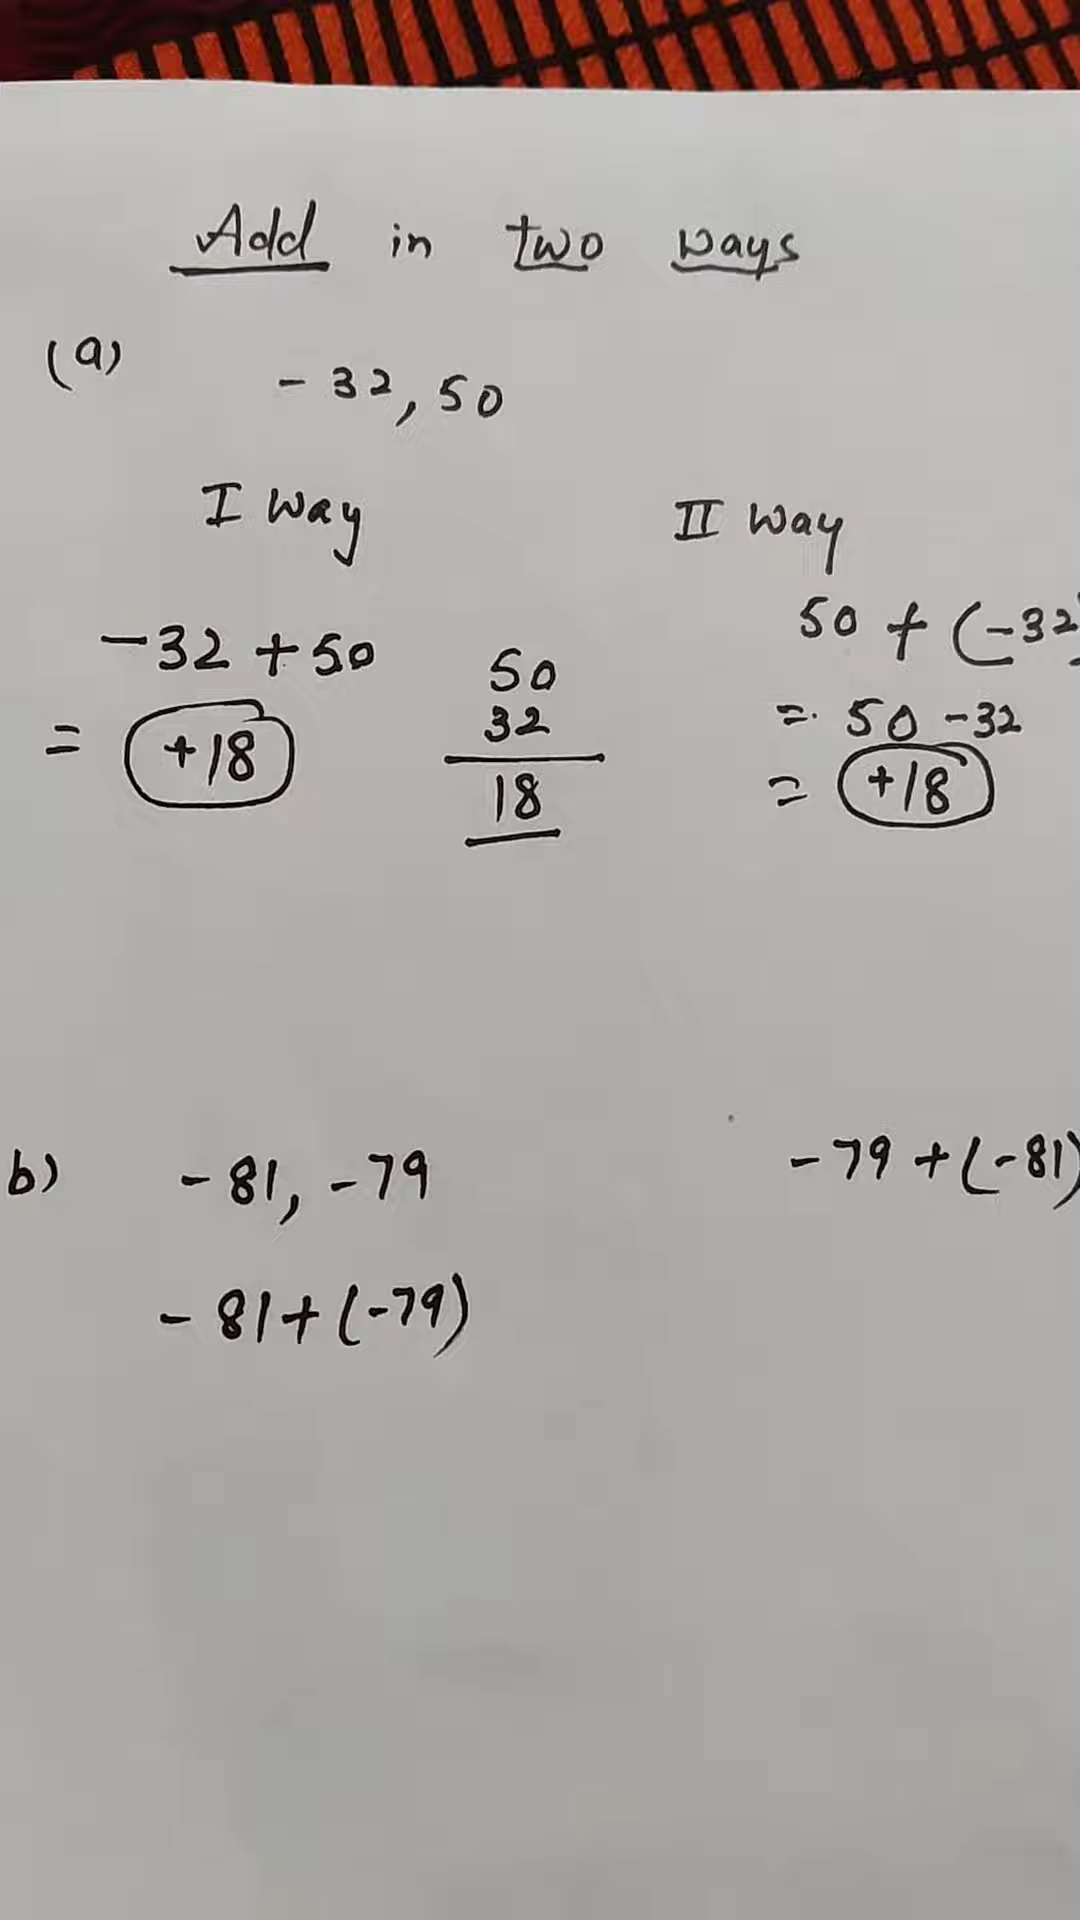 Add in two ways
(a)
- 32, 50
I way
-32 + 50
= +18
50
32
18
II way
50 + (-32)
= 50 - 32
= +18
b) - 81, - 79
- 81 + (-79)
- 79 + (-81)